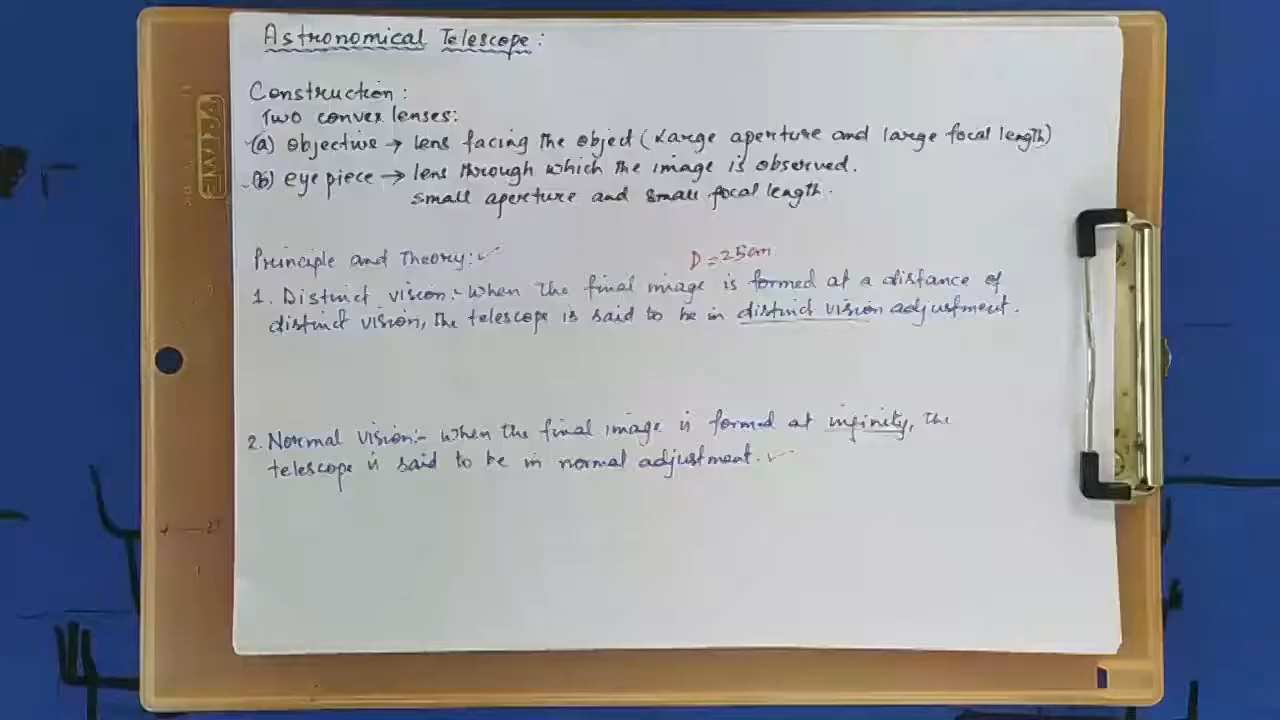 Astronomical Telescope:
Construction:
Two convex lenses:
(a) objective → lens facing the object (Large aperture and large focal length)
(b) eye piece → lens through which the image is observed.
small aperture and small focal length.
Principle and Theory: ✓
D = 25cm
1. Distinct vision:- When the final image is formed at a distance of
distinct vision, the telescope is said to be in distinct vision adjustment.
2. Normal vision:- When the final image is formed at infinity, the
telescope is said to be in normal adjustment. ✓